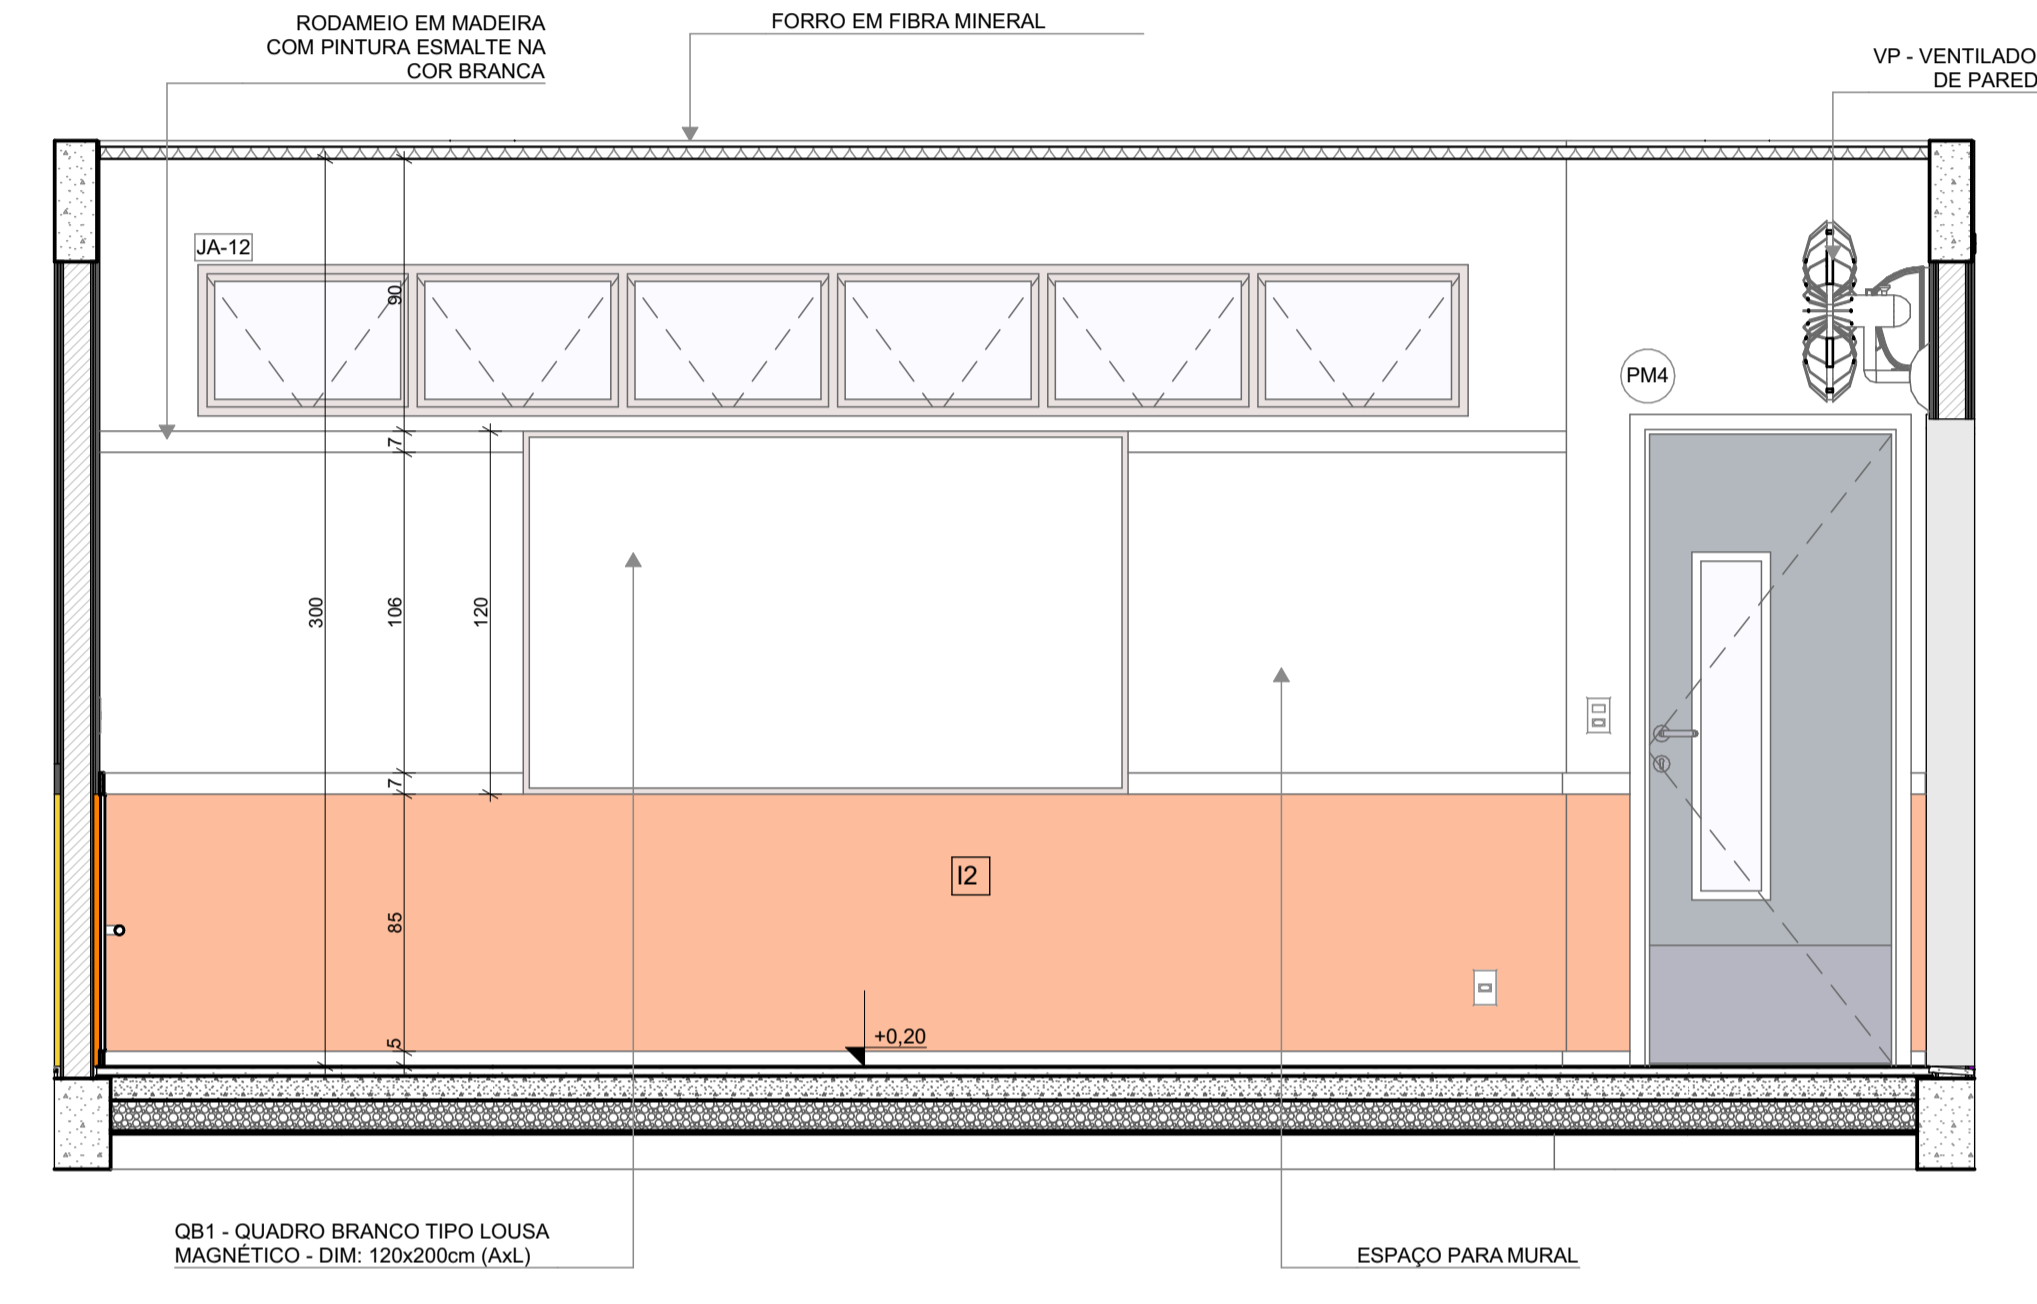 RODAMEIO EM MADEIRA
COM PINTURA ESMALTE NA
COR BRANCA
FORRO EM FIBRA MINERAL
VP - VENTILADO
DE PARED
JA-12
90
PM4
7
300
106
120
7
I2
85
+0,20
5
QB1 - QUADRO BRANCO TIPO LOUSA
MAGNÉTICO - DIM: 120x200cm (AxL)
ESPAÇO PARA MURAL